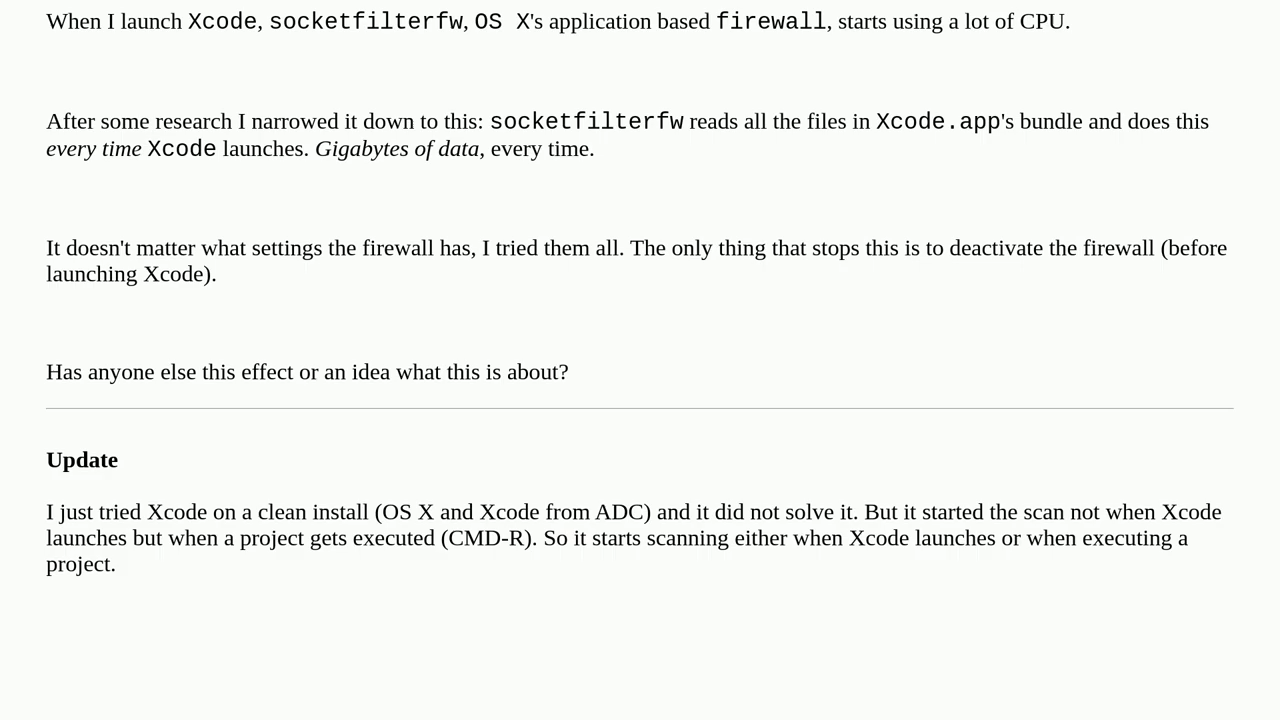 When I launch Xcode, socketfilterfw, OS X's application based firewall, starts using a lot of CPU.
After some research I narrowed it down to this: socketfilterfw reads all the files in Xcode.app's bundle and does this
every time Xcode launches. Gigabytes of data, every time.
It doesn't matter what settings the firewall has, I tried them all. The only thing that stops this is to deactivate the firewall (before
launching Xcode).
Has anyone else this effect or an idea what this is about?
Update
I just tried Xcode on a clean install (OS X and Xcode from ADC) and it did not solve it. But it started the scan not when Xcode
launches but when a project gets executed (CMD-R). So it starts scanning either when Xcode launches or when executing a
project.